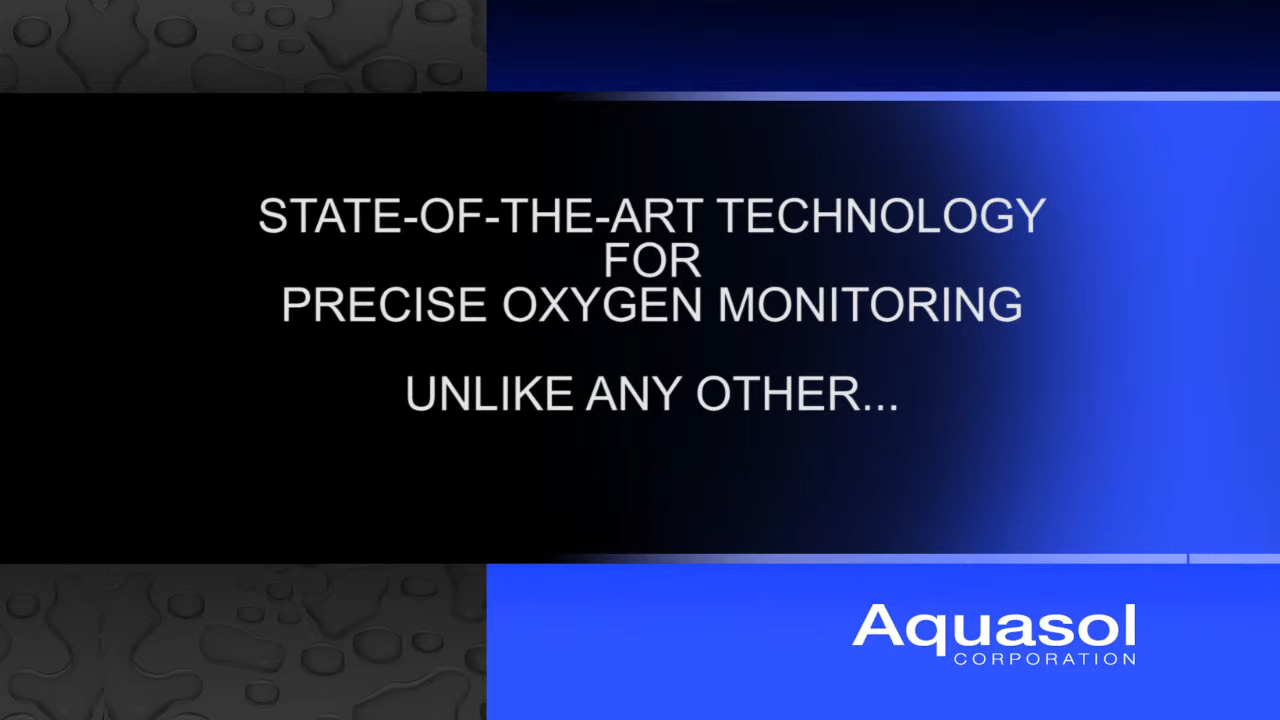 STATE-OF-THE-ART TECHNOLOGY
FOR
PRECISE OXYGEN MONITORING
UNLIKE ANY OTHER...
Aquasol
CORPORATION